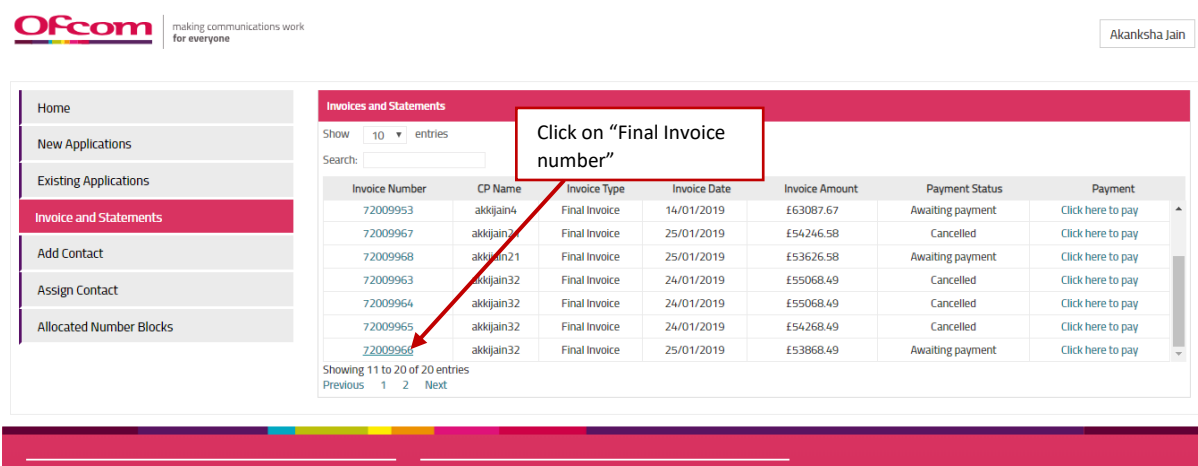 Ofcom
making communications work
for everyone
Akanksha Jain
Home
New Applications
Existing Applications
Invoice and Statements
Add Contact
Assign Contact
Allocated Number Blocks
Invoices and Statements
Show 10 entries
Search:
Click on “Final Invoice
number”
Invoice Number CP Name Invoice Type Invoice Date Invoice Amount Payment Status Payment
72009953 akkijain4 Final Invoice 14/01/2019 £63087.67 Awaiting payment Click here to pay
72009967 akkijain21 Final Invoice 25/01/2019 £54246.58 Cancelled Click here to pay
72009968 akkijain21 Final Invoice 25/01/2019 £53626.58 Awaiting payment Click here to pay
72009963 akkijain32 Final Invoice 24/01/2019 £55068.49 Cancelled Click here to pay
72009964 akkijain32 Final Invoice 24/01/2019 £55068.49 Cancelled Click here to pay
72009965 akkijain32 Final Invoice 24/01/2019 £54268.49 Cancelled Click here to pay
72009966 akkijain32 Final Invoice 25/01/2019 £53868.49 Awaiting payment Click here to pay
Showing 11 to 20 of 20 entries
Previous 1 2 Next